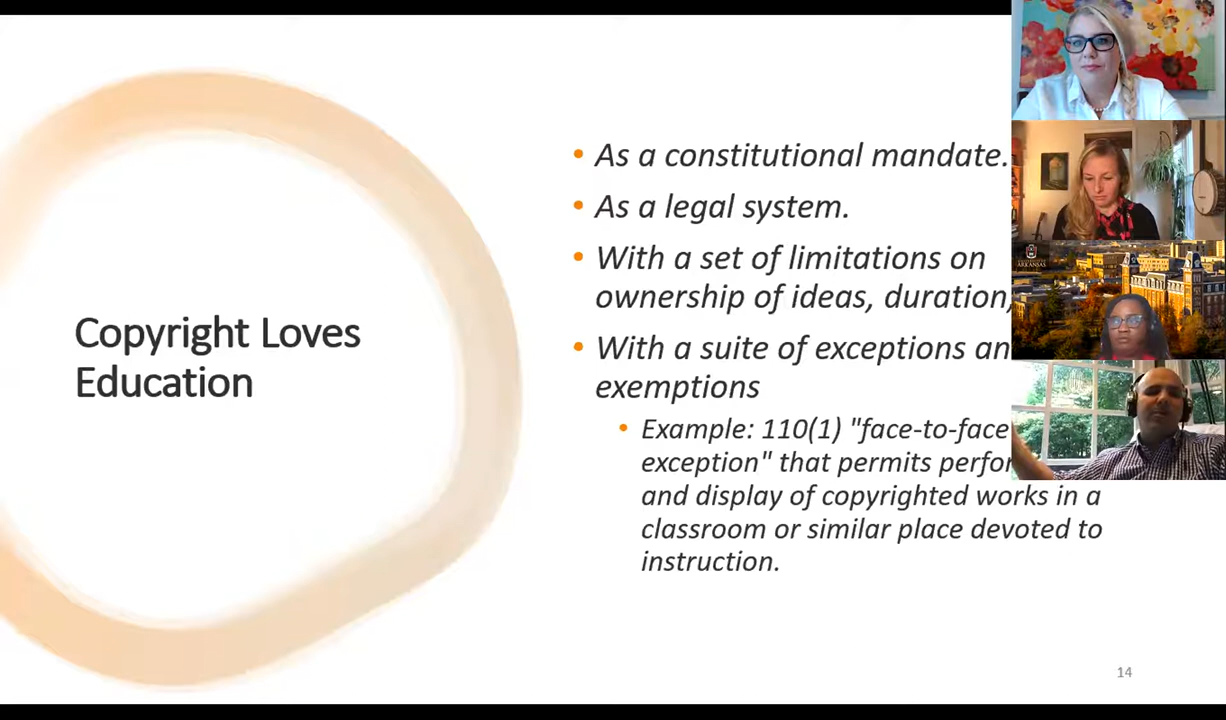 Copyright Loves
Education
• As a constitutional mandate.
• As a legal system.
• With a set of limitations on
ownership of ideas, duration,
• With a suite of exceptions
exemptions
• Example: 110(1) "face-to-face
exception" that permits
and display of copyrighted works in a
classroom or similar place devoted to
instruction.
ARKANSAS
14